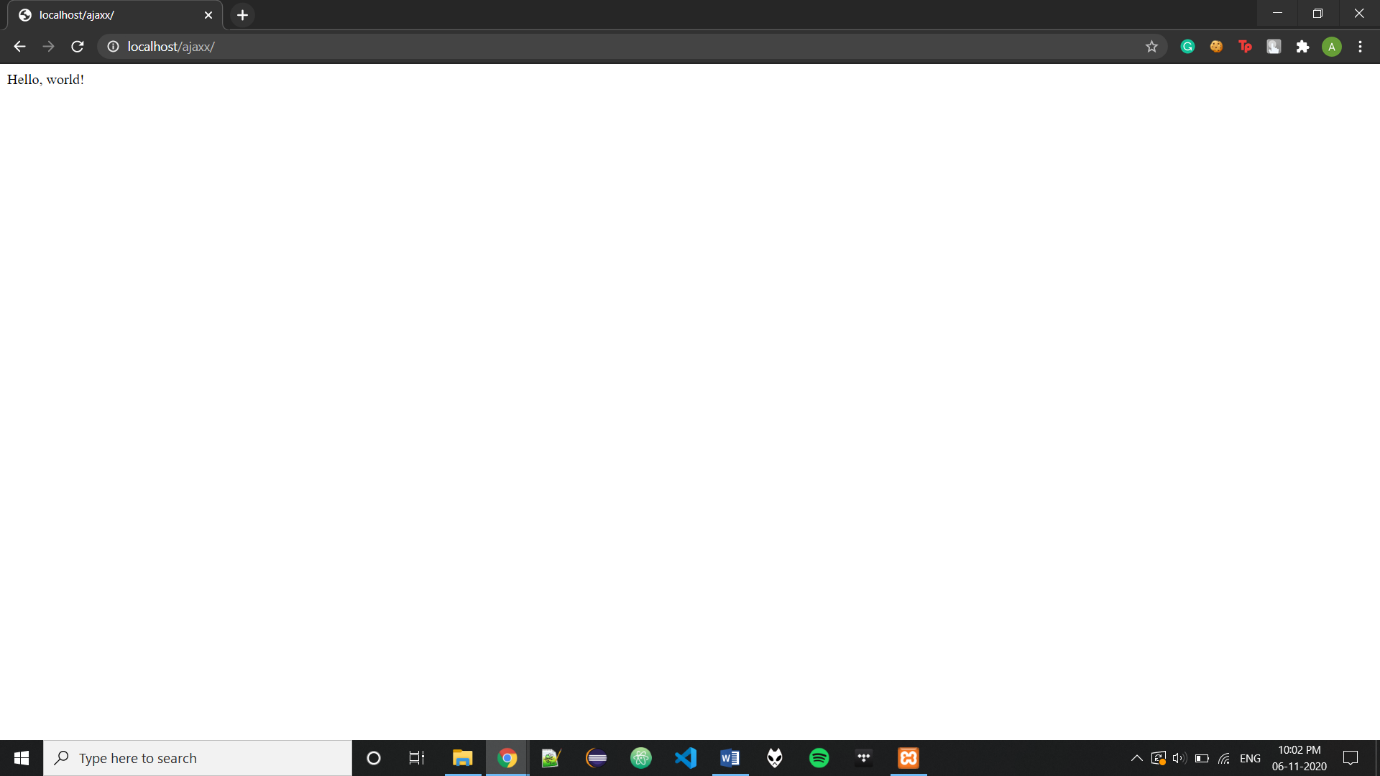 localhost/ajaxx/
localhost/ajaxx/
Hello, world!
Type here to search
ENG
10:02 PM
06-11-2020
A